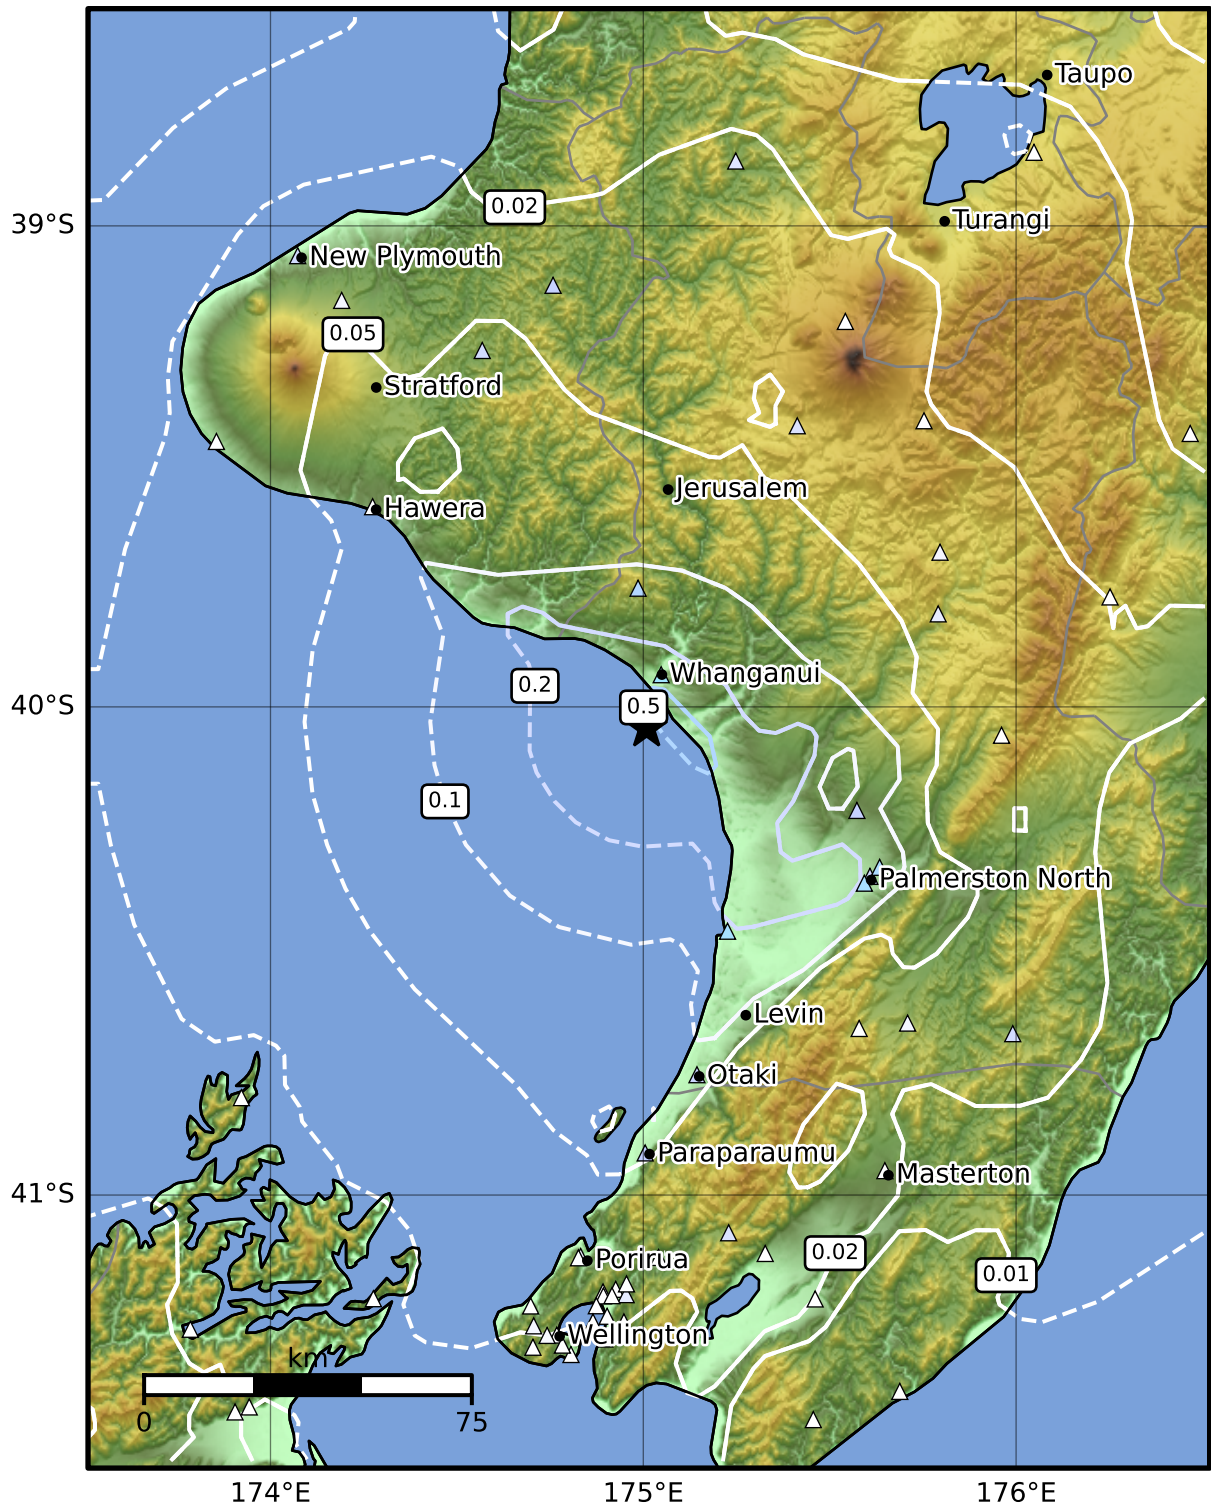 Taupo
0.02
39°S
Turangi
New Plymouth
0.05
Stratford
Jerusalem
Hawera
Whanganui
0.2
0.5
40°S
0.1
Palmerston North
Levin
Otaki
Paraparaumu
Masterton
41°S
0.02
Porirua
0.01
Wellington
km
0
75
174°E
175°E
176°E